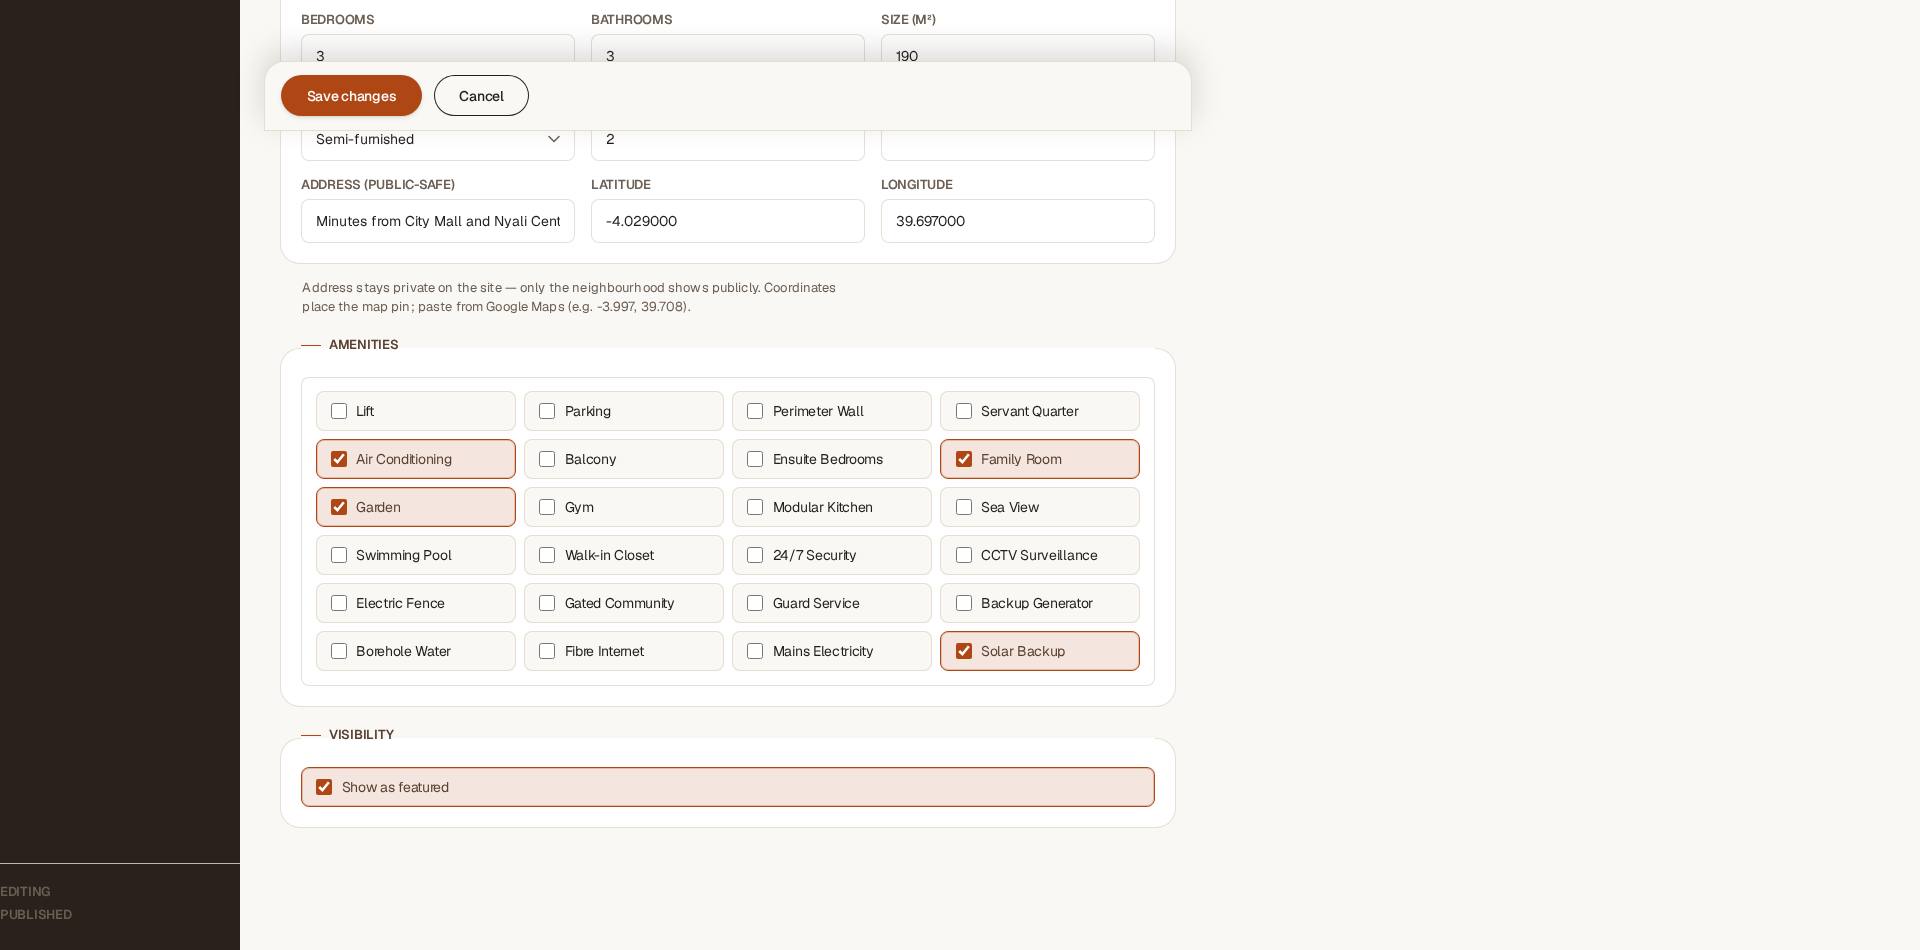 BEDROOMS
BATHROOMS
SIZE (M²)
3
3
190
Save changes
Cancel
Semi-furnished
2
ADDRESS (PUBLIC-SAFE)
LATITUDE
LONGITUDE
Minutes from City Mall and Nyali Cent
-4.029000
39.697000
Address stays private on the site — only the neighbourhood shows publicly. Coordinates
place the map pin; paste from Google Maps (e.g. -3.997, 39.708).
AMENITIES
Lift
Parking
Perimeter Wall
Servant Quarter
Air Conditioning
Balcony
Ensuite Bedrooms
Family Room
Garden
Gym
Modular Kitchen
Sea View
Swimming Pool
Walk-in Closet
24/7 Security
CCTV Surveillance
Electric Fence
Gated Community
Guard Service
Backup Generator
Borehole Water
Fibre Internet
Mains Electricity
Solar Backup
VISIBILITY
Show as featured
EDITING
PUBLISHED